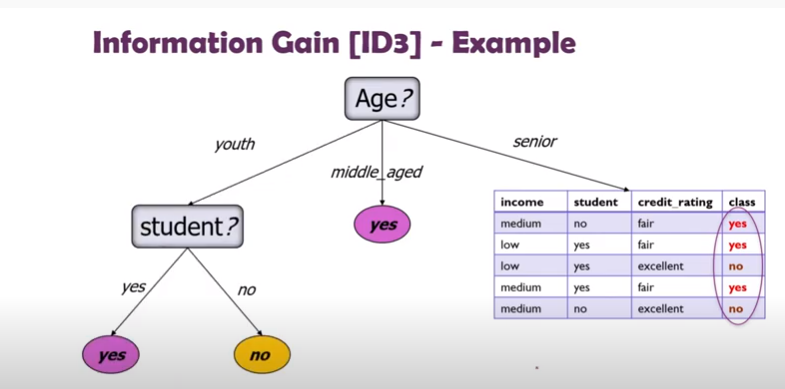 Information Gain [ID3] - Example
Age?
youth
middle_aged
senior
student?
yes
yes
no
yes
no
income student credit_rating class
medium no fair yes
low yes fair yes
low yes excellent no
medium yes fair yes
medium no excellent no